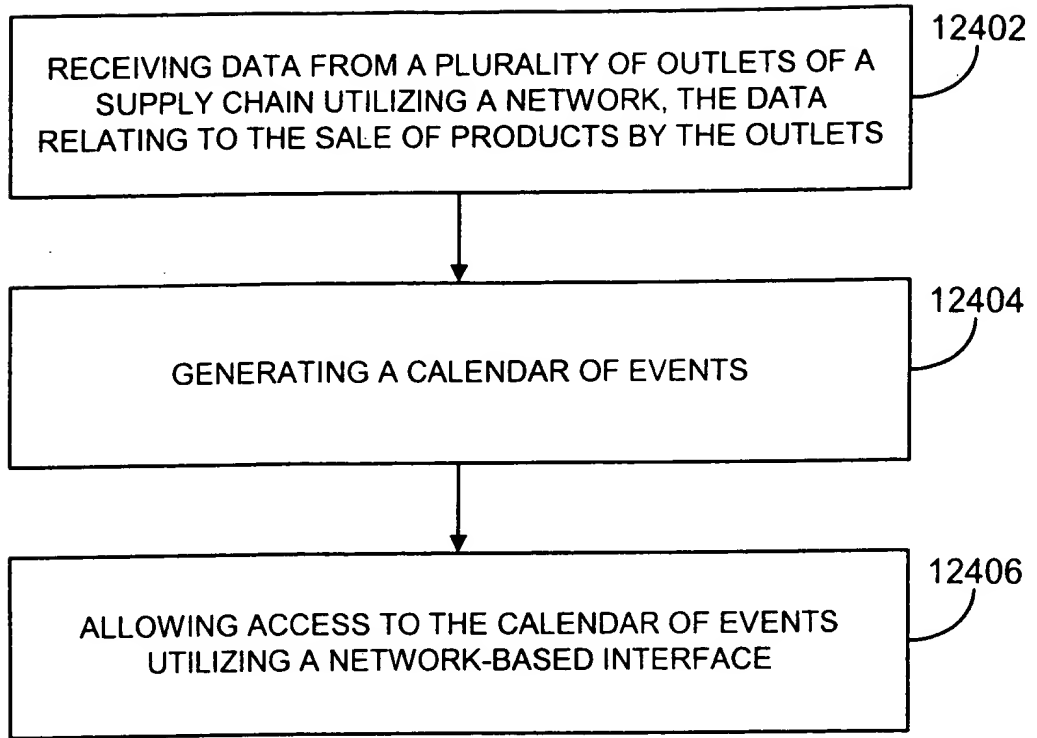 12402
RECEIVING DATA FROM A PLURALITY OF OUTLETS OF A
SUPPLY CHAIN UTILIZING A NETWORK, THE DATA
RELATING TO THE SALE OF PRODUCTS BY THE OUTLETS
12404
GENERATING A CALENDAR OF EVENTS
12406
ALLOWING ACCESS TO THE CALENDAR OF EVENTS
UTILIZING A NETWORK-BASED INTERFACE